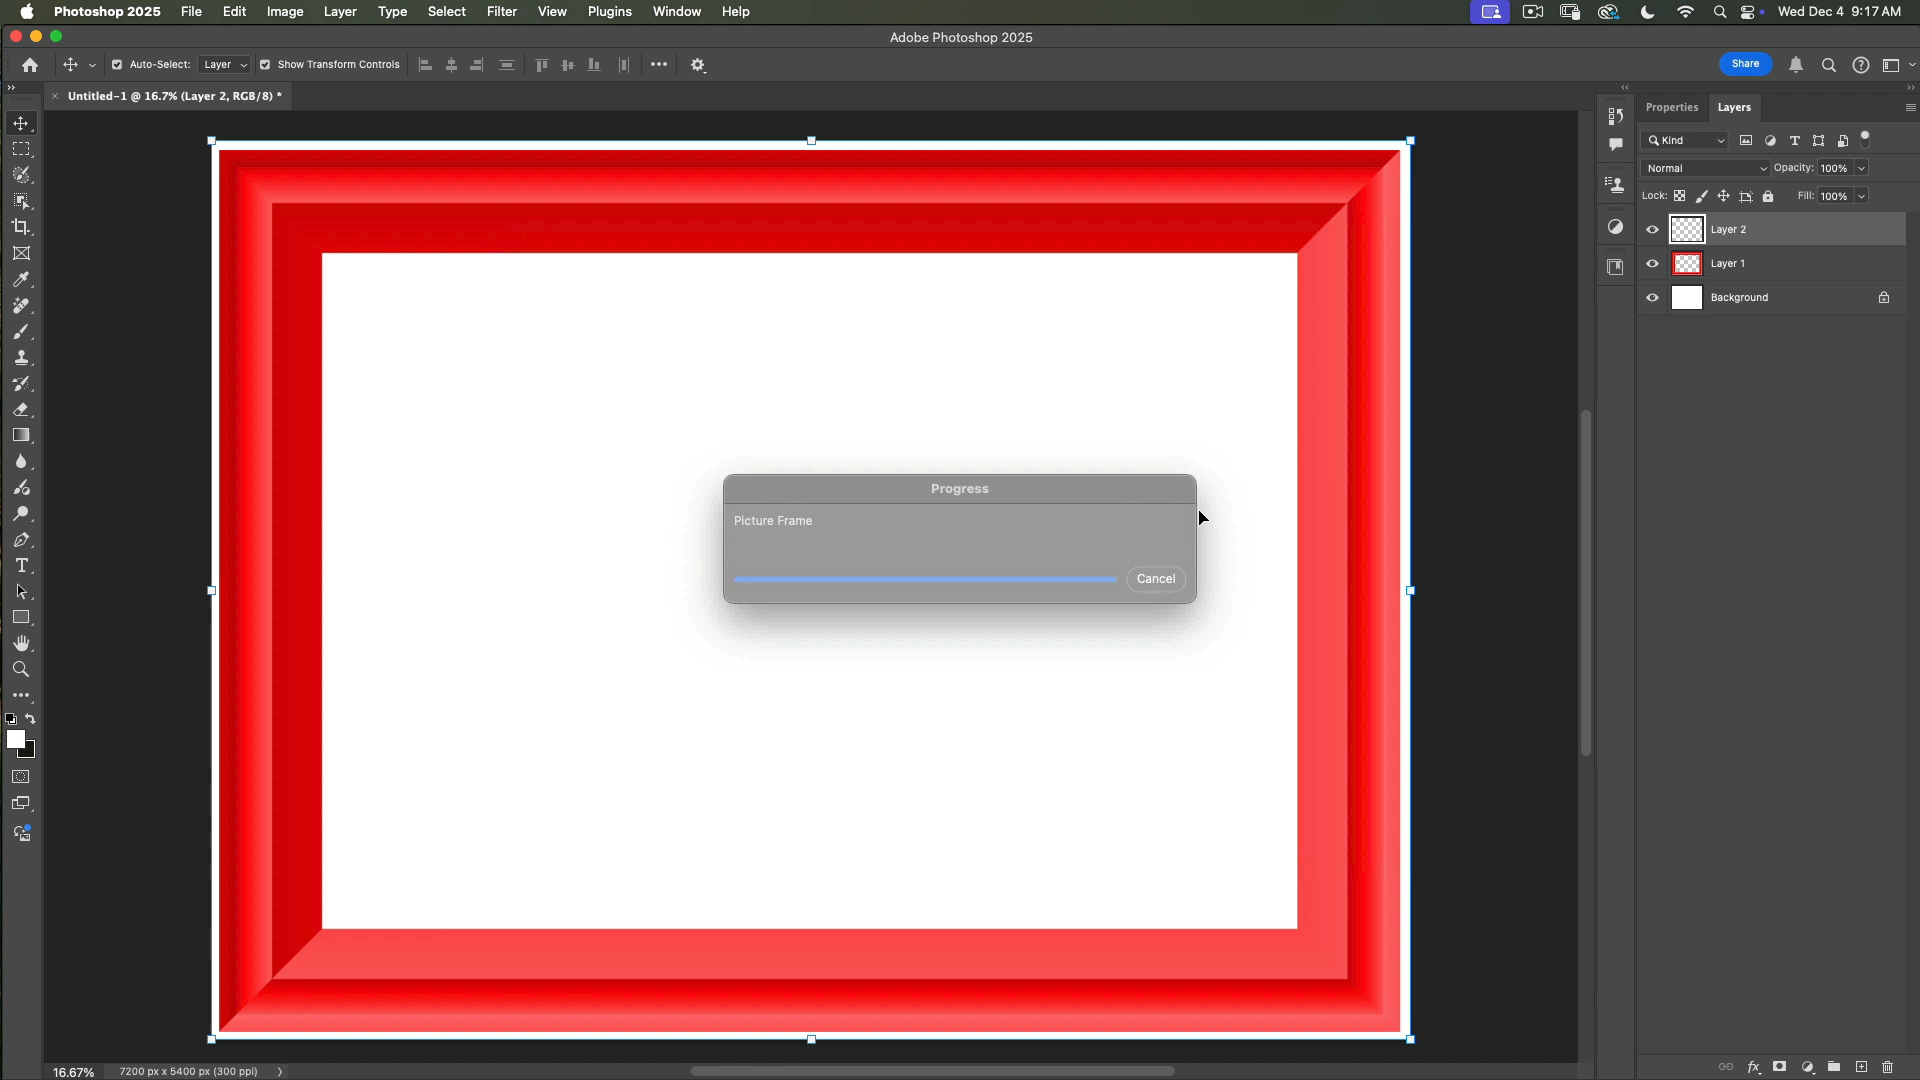 Photoshop 2025 File Edit Image Layer Type Select Filter View Plugins Window Help Wed Dec 4 9:17 AM
Adobe Photoshop 2025
Auto-Select: Layer Show Transform Controls Share
Untitled-1 @ 16.7% (Layer 2, RGB/8) *
Properties Layers
Kind
Normal Opacity: 100%
Lock: Fill: 100%
Layer 2
Layer 1
Background
Progress
Picture Frame
Cancel
16.67% 7200 px x 5400 px (300 ppi)